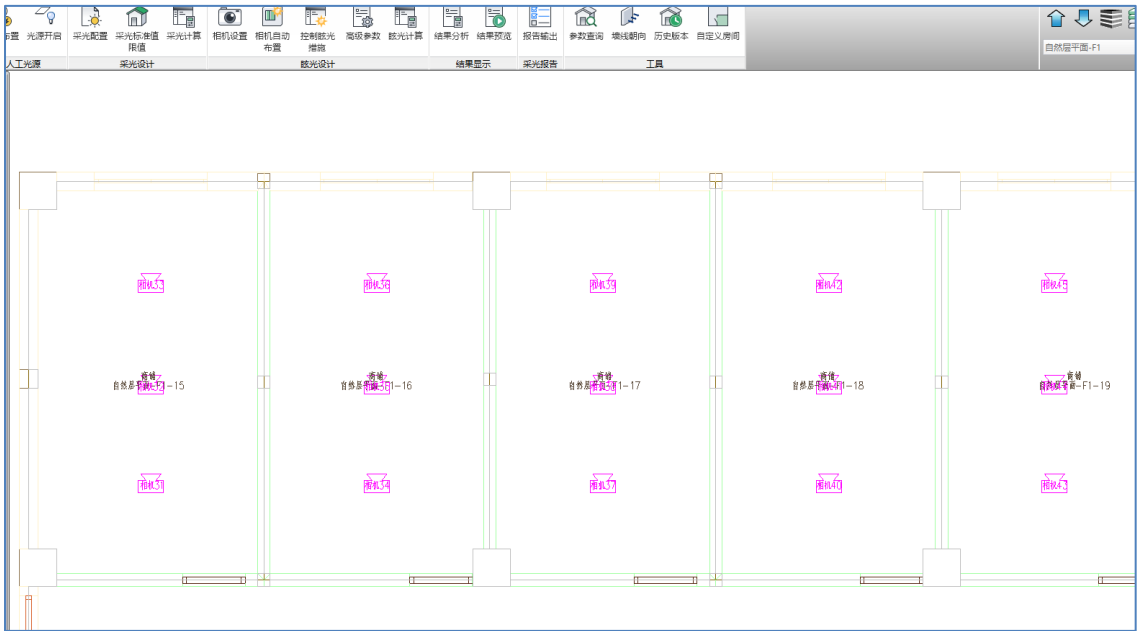 光源开启
采光配置
采光标准值
限值
采光计算
相机设置
相机自动
布置
控制眩光
措施
高级参数
眩光计算
结果分析
结果预览
报告输出
参数查询
墙线朝向
历史版本
自定义房间
人工光源
采光设计
眩光设计
结果显示
采光报告
工具
自然层平面-F1
相机33
相机36
相机39
相机42
相机45
商铺
自然层平面-F1-15
商铺
自然层平面-F1-16
商铺
自然层平面-F1-17
商铺
自然层平面-F1-18
商铺
自然层平面-F1-19
相机31
相机34
相机37
相机40
相机43